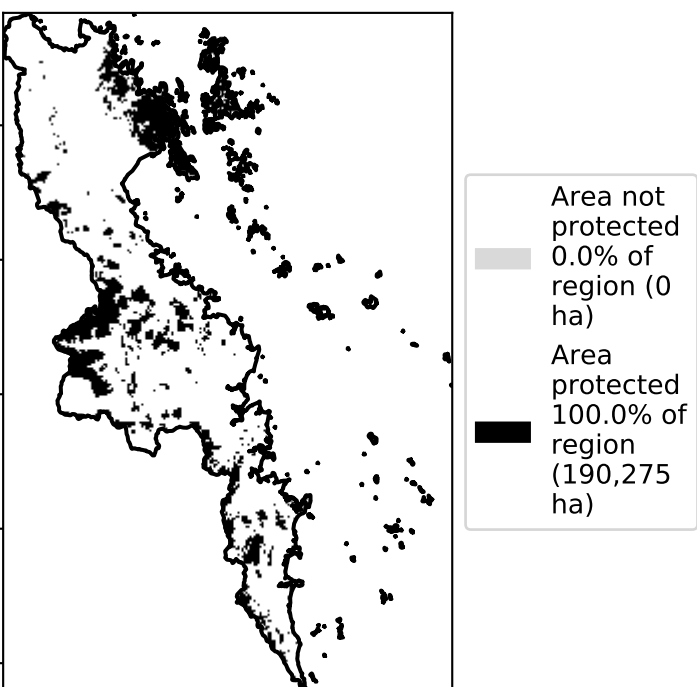 Area not
protected
0.0% of
region (0
ha)
Area
protected
100.0% of
region
(190,275
ha)